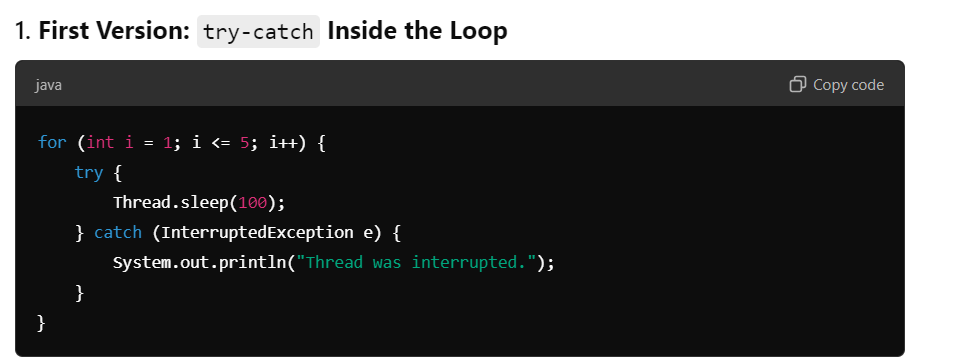 1. First Version: try-catch Inside the Loop
java
Copy code
for (int i = 1; i <= 5; i++) {
    try {
        Thread.sleep(100);
    } catch (InterruptedException e) {
        System.out.println("Thread was interrupted.");
    }
}